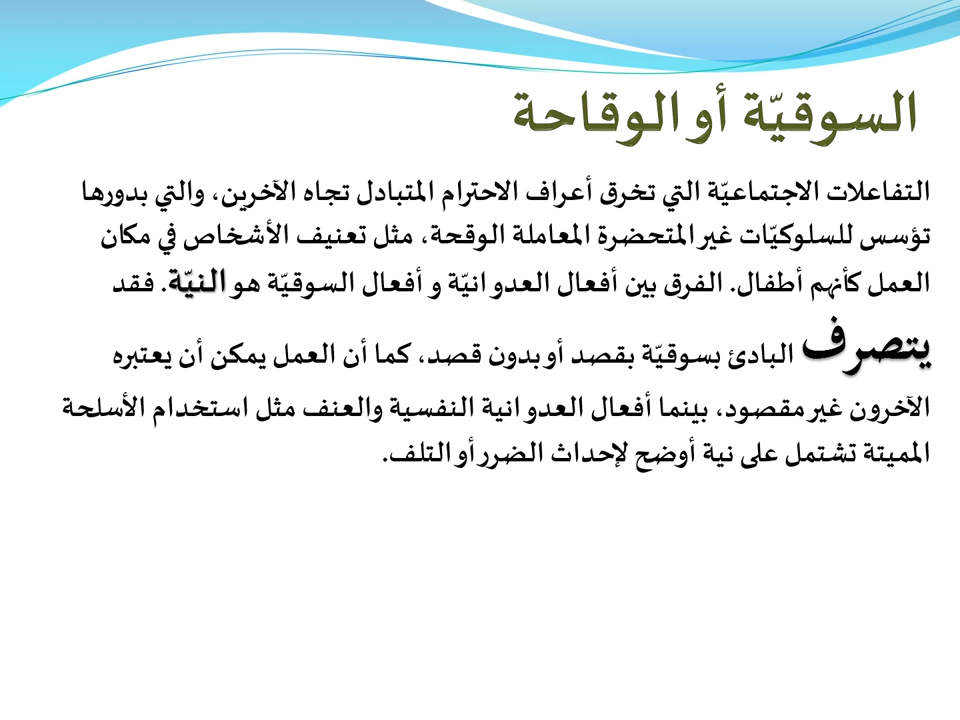 السوقيّة أو الوقاحة
التفاعلات الاجتماعيّة التي تخرق أعراف الاحترام المتبادل تجاه الآخرين، والتي بدورها
تؤسس للسلوكيّات غير المتحضرة المعاملة الوقحة، مثل تعنيف الأشخاص في مكان
العمل كأنهم أطفال. الفرق بين أفعال العدوانيّة و أفعال السوقيّة هو النيّة. فقد
يتصرف البادئ بسوقيّة بقصد أو بدون قصد، كما أن العمل يمكن أن يعتبره
الآخرون غير مقصود، بينما أفعال العدوانية النفسية والعنف مثل استخدام الأسلحة
المميتة تشتمل على نية أوضح لإحداث الضرر أو التلف.